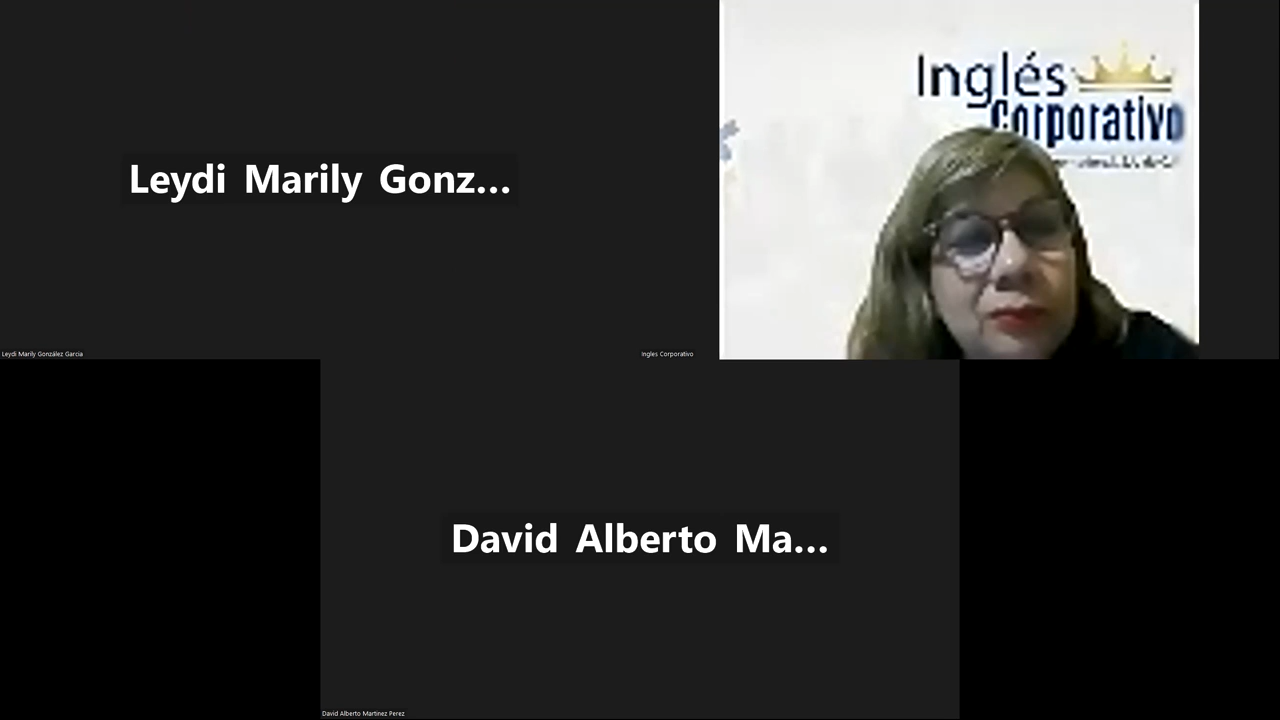 Leydi Marily Gonz...
Inglés
Corporativo
Leydi Marily González García
Ingles Corporativo
David Alberto Ma...
David Alberto Martinez Perez